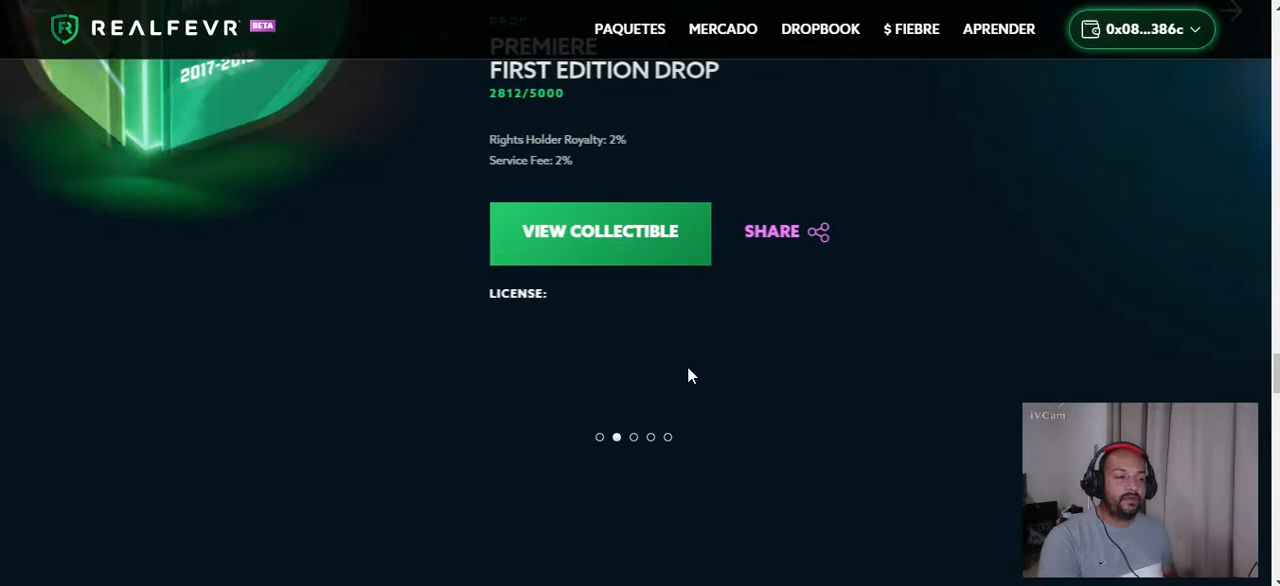 REALFEVR BETA
PAQUETES MERCADO DROPBOOK $ FIEBRE APRENDER 0x08...386c
DROP
PREMIERE
FIRST EDITION DROP
2812/5000
2017-2018
Rights Holder Royalty: 2%
Service Fee: 2%
VIEW COLLECTIBLE
SHARE
LICENSE:
iVCam